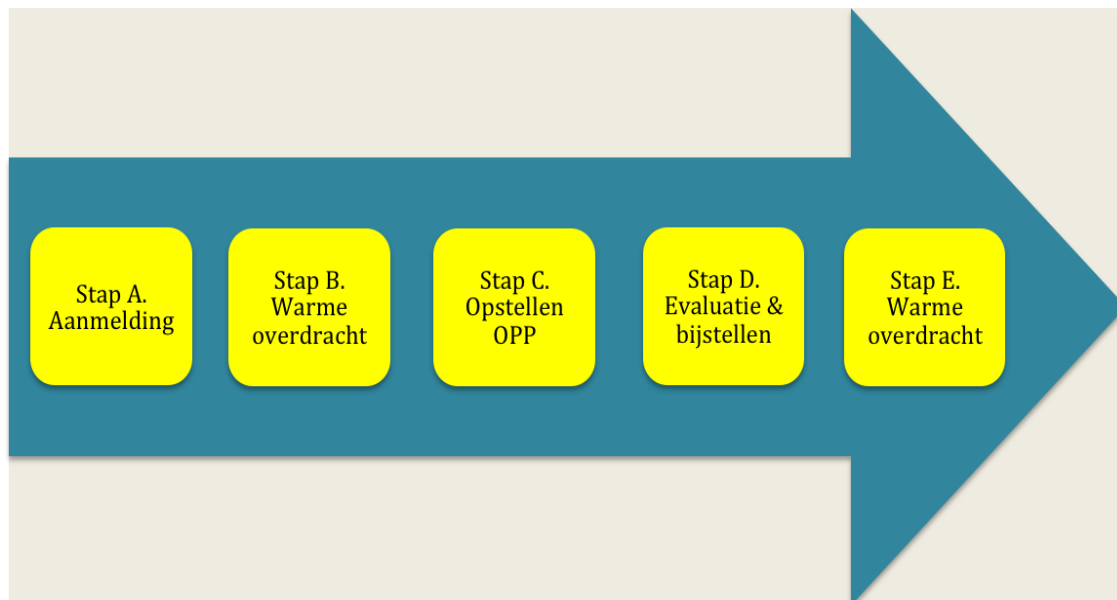 Stap A.
Aanmelding
Stap B.
Warme
overdracht
Stap C.
Opstellen
OPP
Stap D.
Evaluatie &
bijstellen
Stap E.
Warme
overdracht